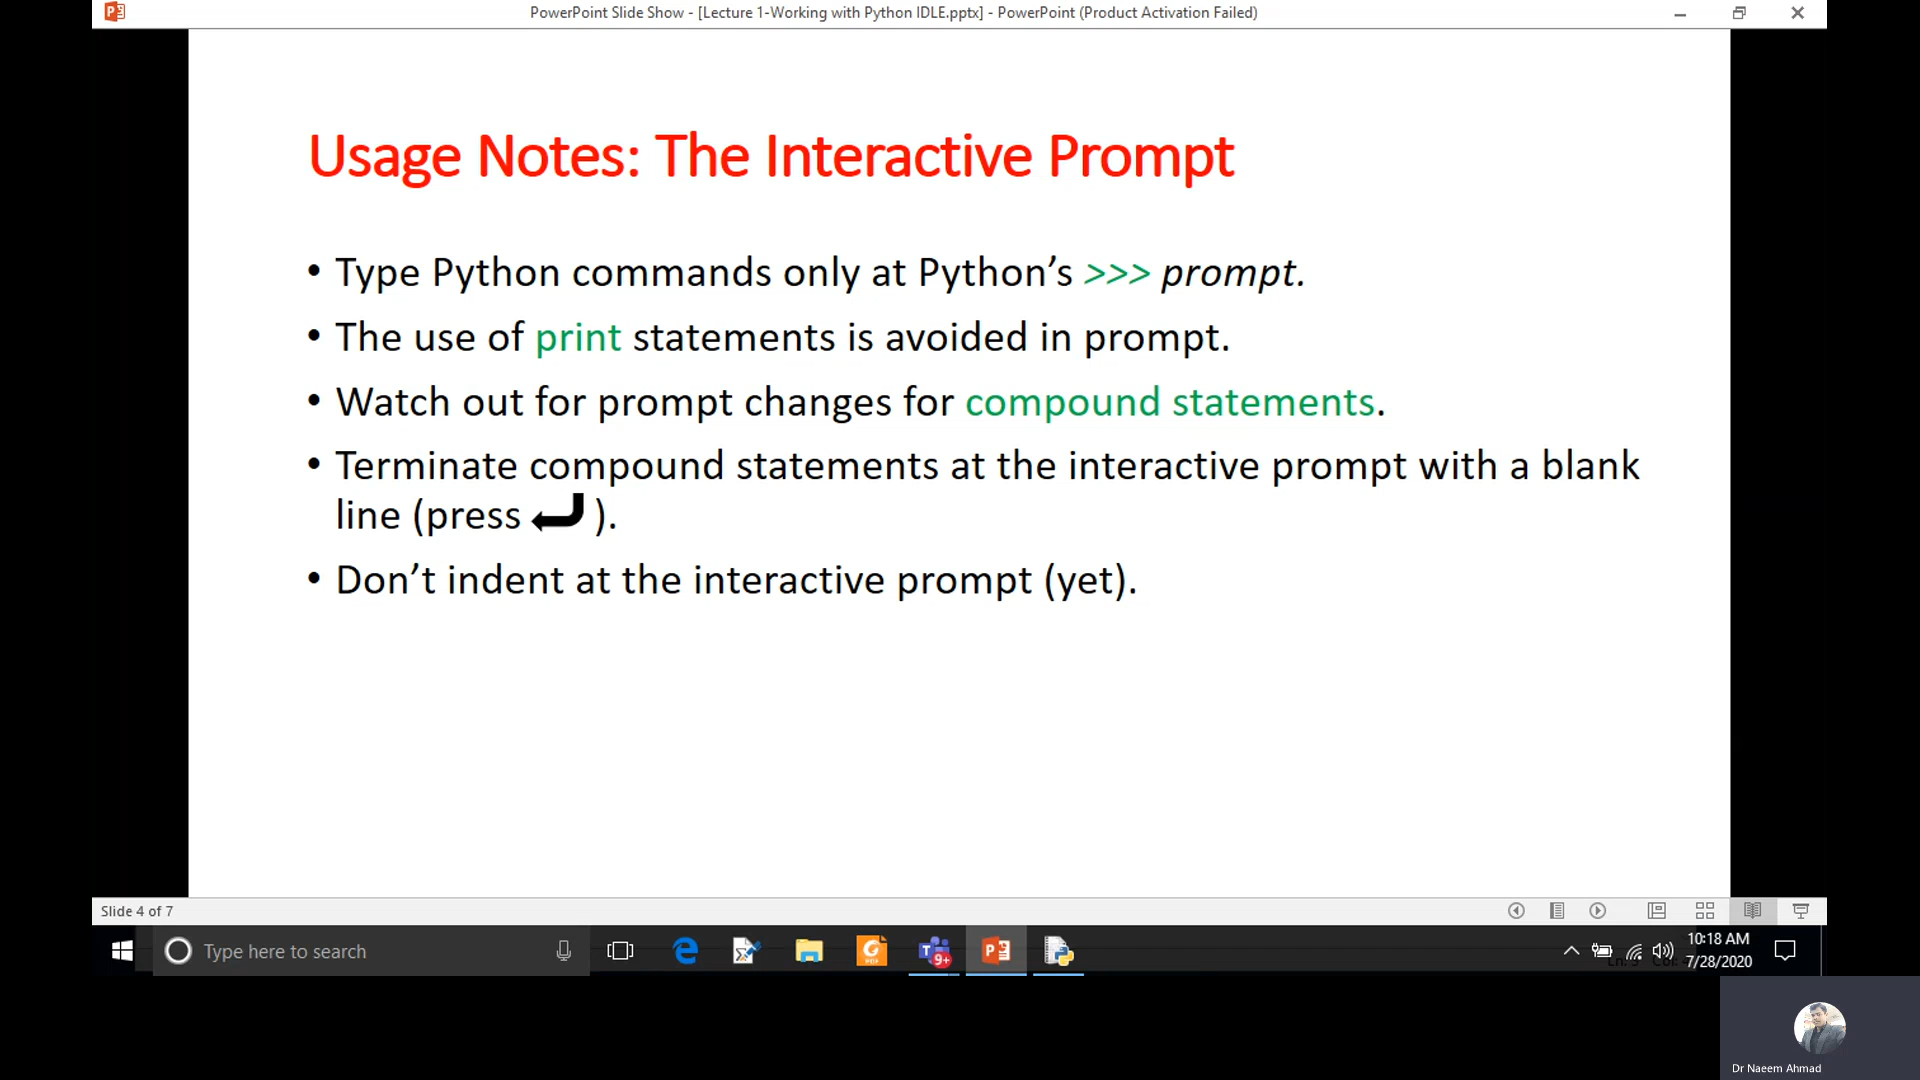 PowerPoint Slide Show - [Lecture 1-Working with Python IDLE.pptx] - PowerPoint (Product Activation Failed)
Usage Notes: The Interactive Prompt
• Type Python commands only at Python’s >>> prompt.
• The use of print statements is avoided in prompt.
• Watch out for prompt changes for compound statements.
• Terminate compound statements at the interactive prompt with a blank
line (press ).
• Don’t indent at the interactive prompt (yet).
Slide 4 of 7
Type here to search
9+
10:18 AM
7/28/2020
Dr Naeem Ahmad